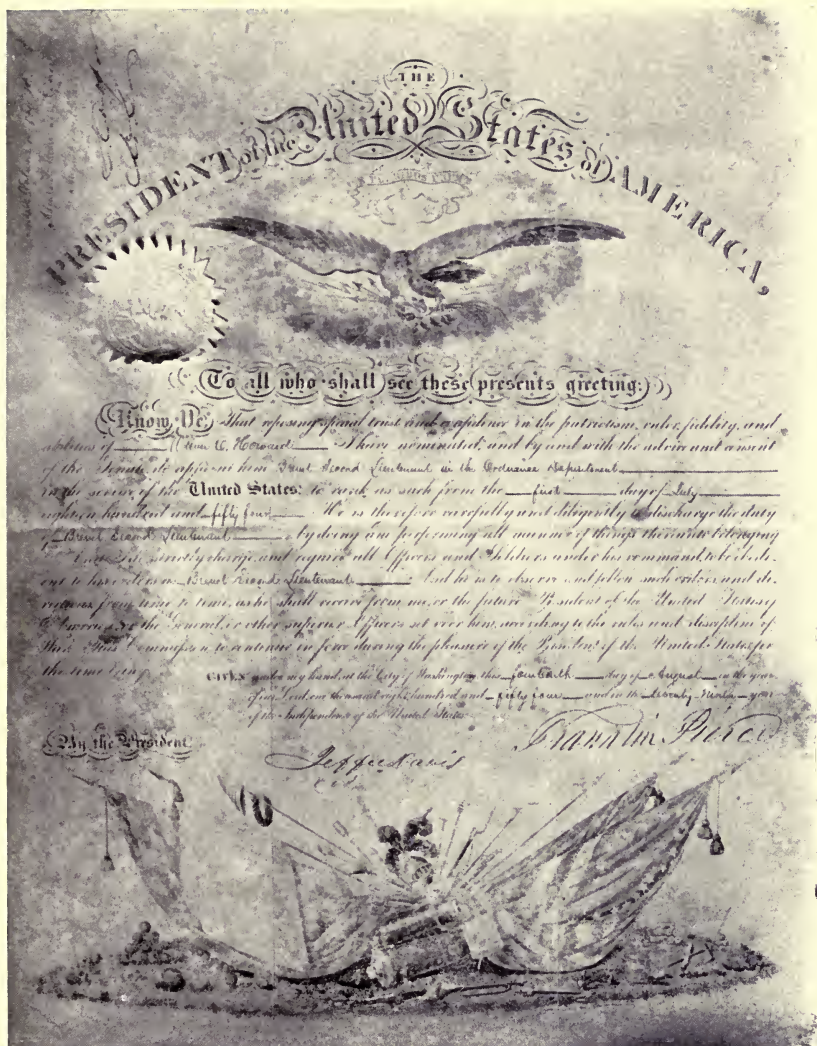 THE
PRESIDENT of the United States of AMERICA,
To all who shall see these presents greeting:
Know Ye That reposing special trust and confidence in the patriotism, valor, fidelity, and
abilities of O. Howard I have nominated, and by and with the advice and consent
of the Senate do appoint him Brevet Second Lieutenant in the Ordnance Department
in the service of the United States: to rank as such from the first day of July
eighteen hundred and fifty four He is therefore carefully and diligently to discharge the duty
of Brevet Second Lieutenant by doing and performing all manner of things thereunto belonging
strictly charge, and require all Officers and Soldiers under his command, to be obedi-
ent to his orders as Brevet Second Lieutenant And he is to observe and follow such orders, and di-
rections from time to time, as he shall receive from me, or the future President of the United States of
America, or the General, or other superior Officers set over him, according to the rules and discipline of
This Commission to continue in force during the pleasure of the President of the United States, for
the time being.
GIVEN under my hand, at the City of Washington this fourteenth day of August in the year
of our Lord, one thousand eight hundred and fifty four and in the seventy ninth year
of the Independence of the United States.
By the President Franklin Pierce
Jeffn Davis